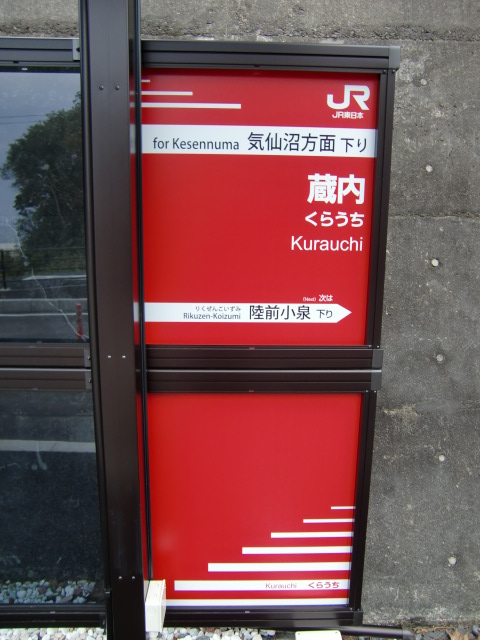 JR
JR東日本
for Kesennuma 気仙沼方面 下り
蔵内
くらうち
Kurauchi
(Next) 次は
りくぜんこいずみ
Rikuzen-Koizumi 陸前小泉 下り
Kurauchi くらうち